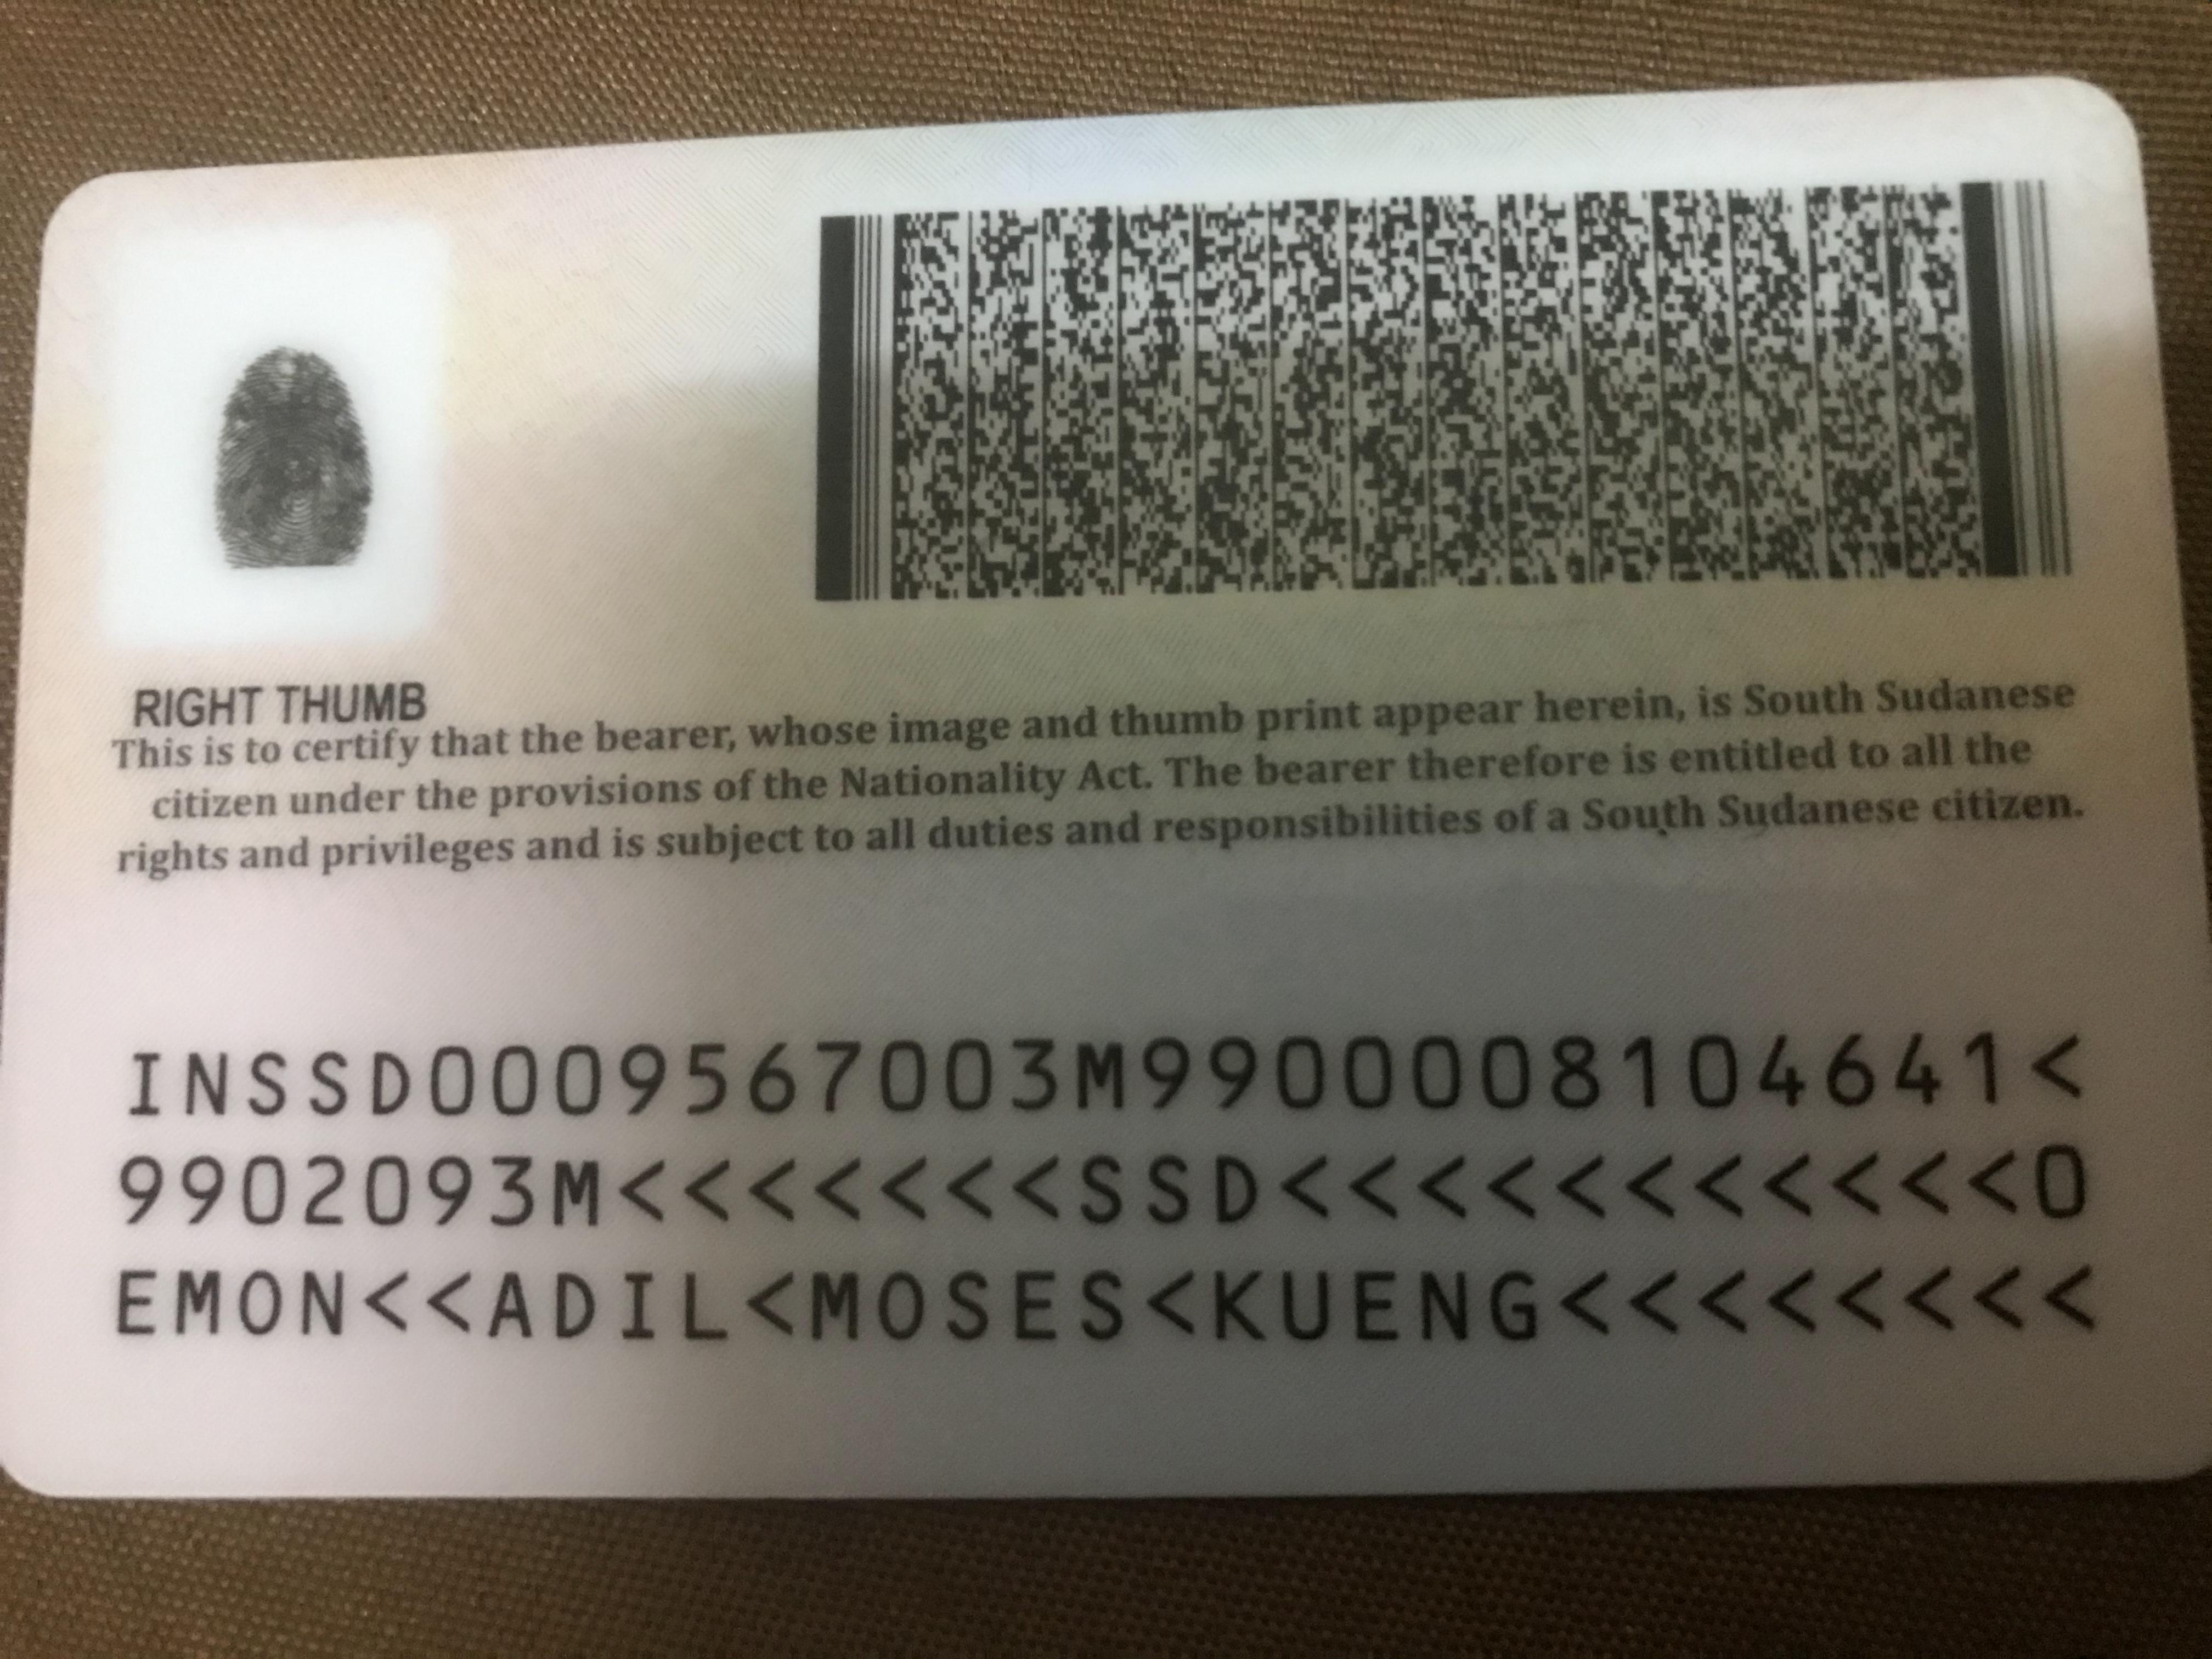 RIGHT THUMB
This is to certify that the bearer, whose image and thumb print appear herein, is South Sudanese
citizen under the provisions of the Nationality Act. The bearer therefore is entitled to all the
rights and privileges and is subject to all duties and responsibilities of a South Sudanese citizen.
INSSD0009567003M9900008104641<
9902093M<<<<<<<SSD<<<<<<<<<<<0
EMON<<ADIL<MOSES<KUENG<<<<<<<<